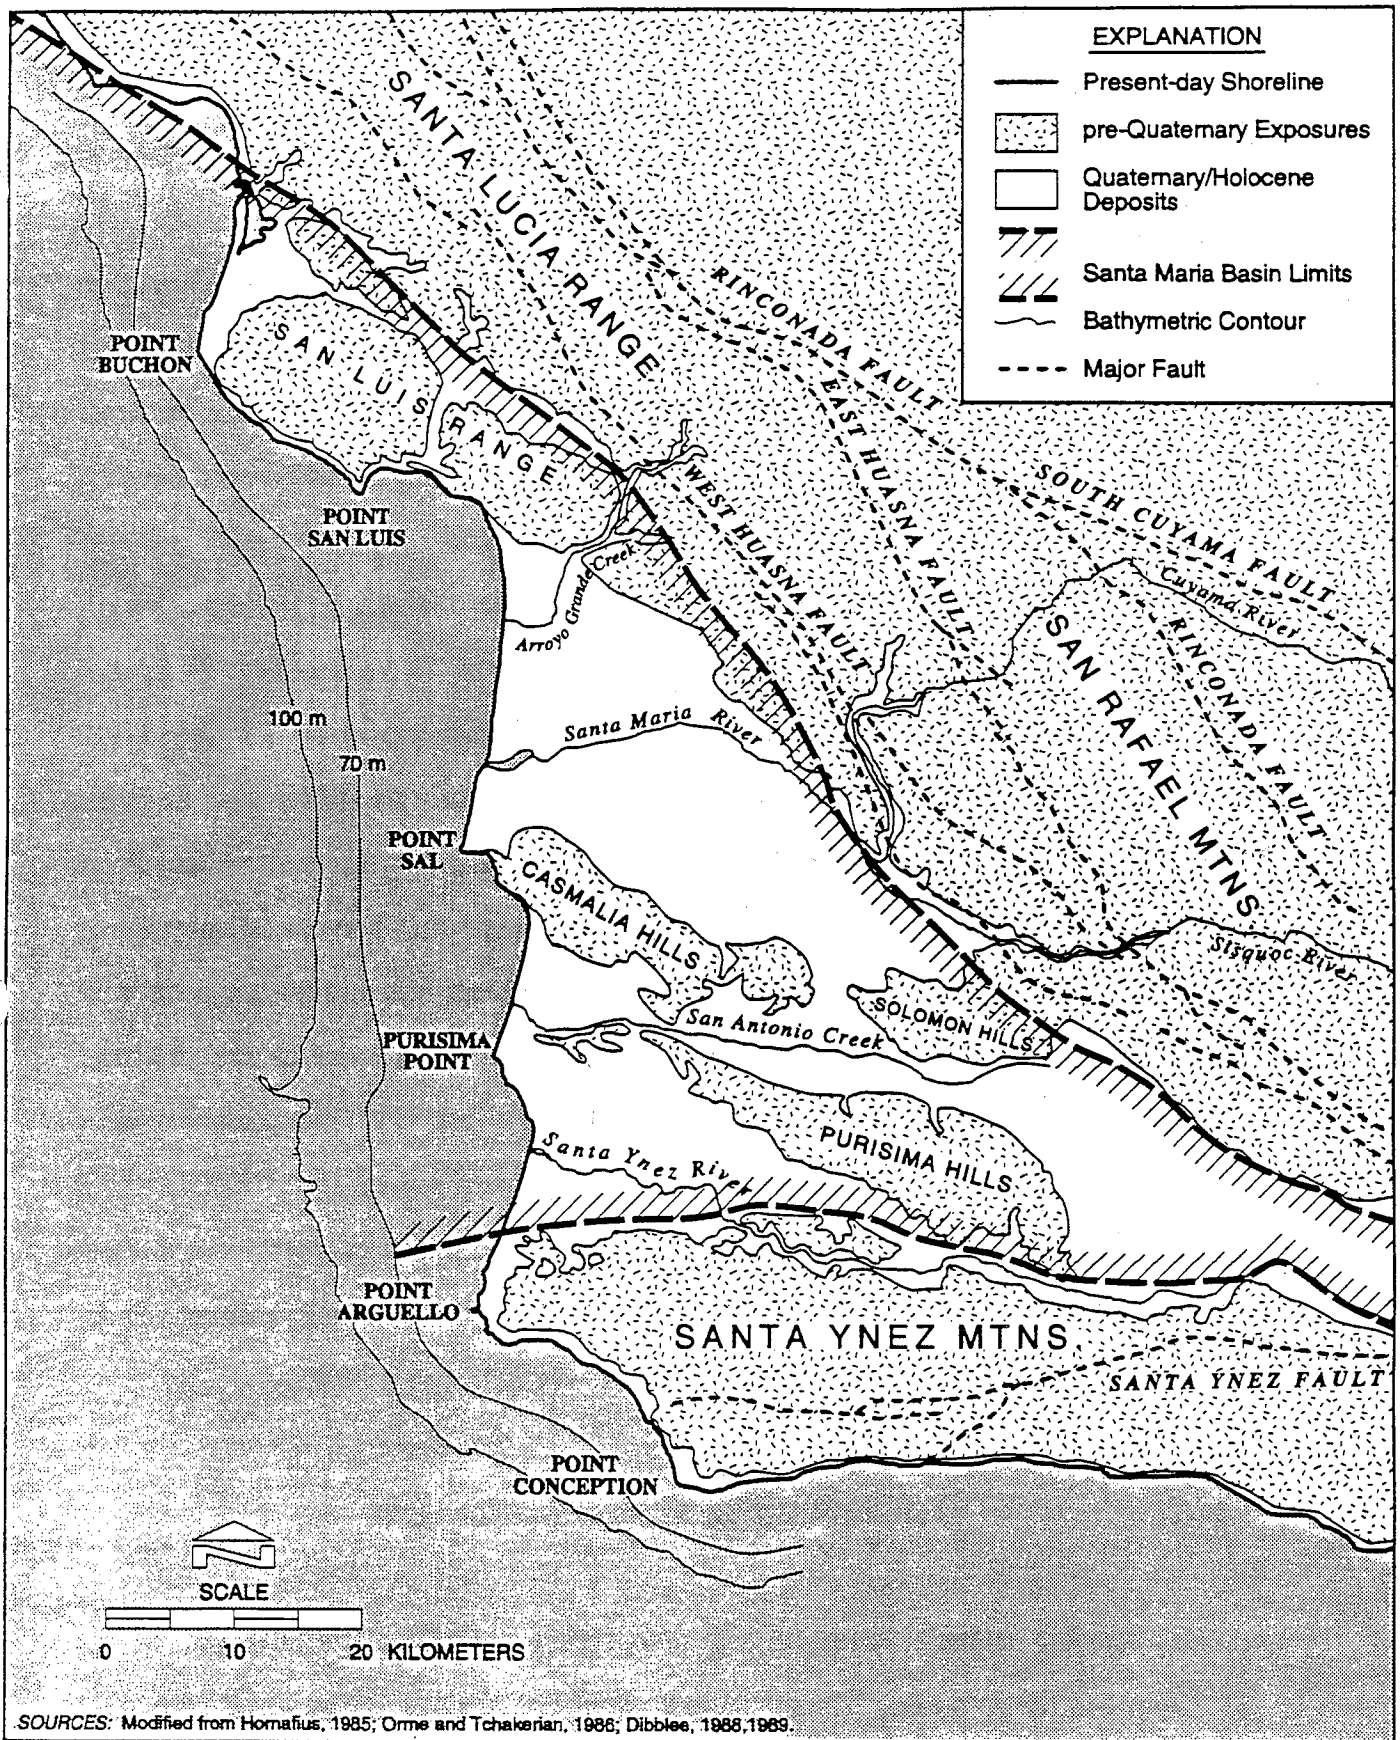 EXPLANATION
Present-day Shoreline
pre-Quaternary Exposures
Quaternary/Holocene
Deposits
Santa Maria Basin Limits
Bathymetric Contour
Major Fault
SANTA LUCIA RANGE
RINCONADA FAULT
EAST HUASNA FAULT
SOUTH CUYAMA FAULT
Cuyama River
RINCONADA FAULT
SAN RAFAEL MTNS
WEST HUASNA FAULT
POINT
BUCHON
SAN LUIS
RANGE
POINT
SAN LUIS
Arroyo Grande Creek
100 m
70 m
Santa Maria River
POINT
SAL
CASMALIA HILLS
Sisquoc River
SOLOMON HILLS
San Antonio Creek
PURISIMA
POINT
PURISIMA HILLS
Santa Ynez River
POINT
ARGUELLO
SANTA YNEZ MTNS
SANTA YNEZ FAULT
POINT
CONCEPTION
N
SCALE
0 10 20 KILOMETERS
SOURCES: Modified from Hornafius, 1985; Orme and Tchakerian, 1986; Dibblee, 1988,1989.